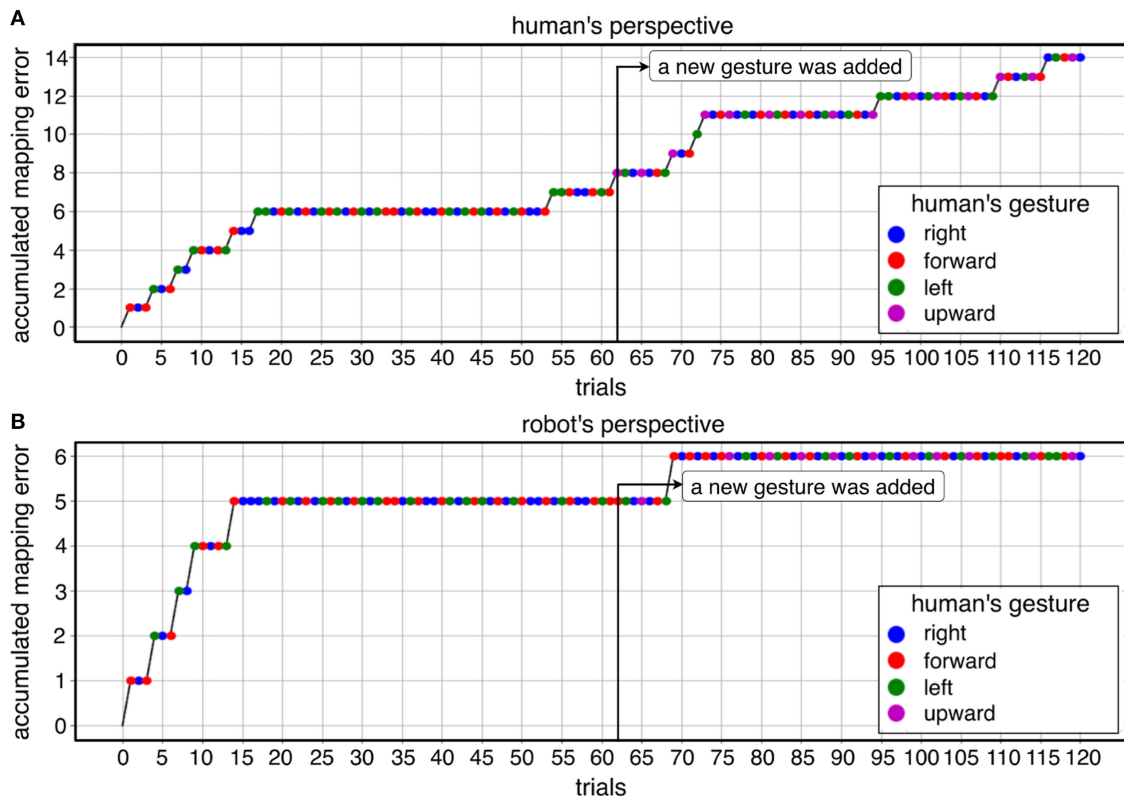 A
human's perspective
accumulated mapping error
14
12
10
8
6
4
2
0
a new gesture was added
human's gesture
right
forward
left
upward
0 5 10 15 20 25 30 35 40 45 50 55 60 65 70 75 80 85 90 95 100 105 110 115 120
trials
B
robot's perspective
accumulated mapping error
6
5
4
3
2
1
0
a new gesture was added
human's gesture
right
forward
left
upward
0 5 10 15 20 25 30 35 40 45 50 55 60 65 70 75 80 85 90 95 100 105 110 115 120
trials